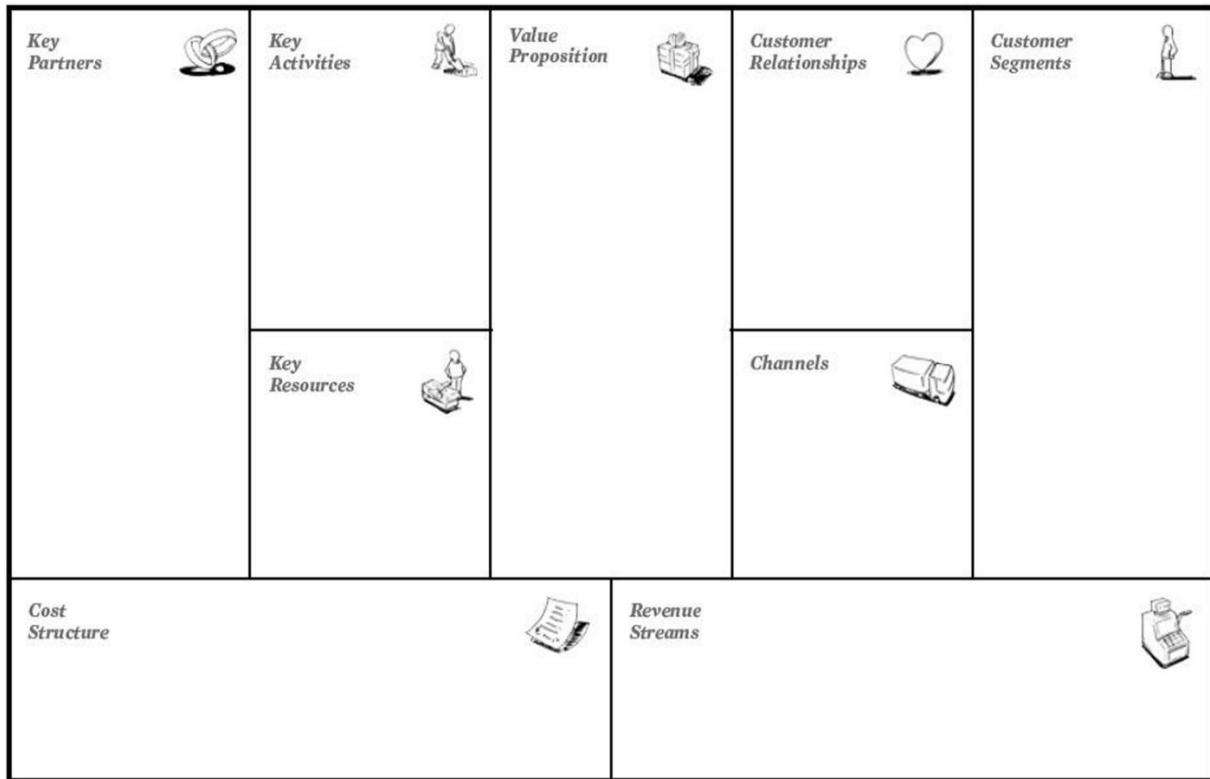 Key
Partners
Key
Activities
Value
Proposition
Customer
Relationships
Customer
Segments
Key
Resources
Channels
Cost
Structure
Revenue
Streams